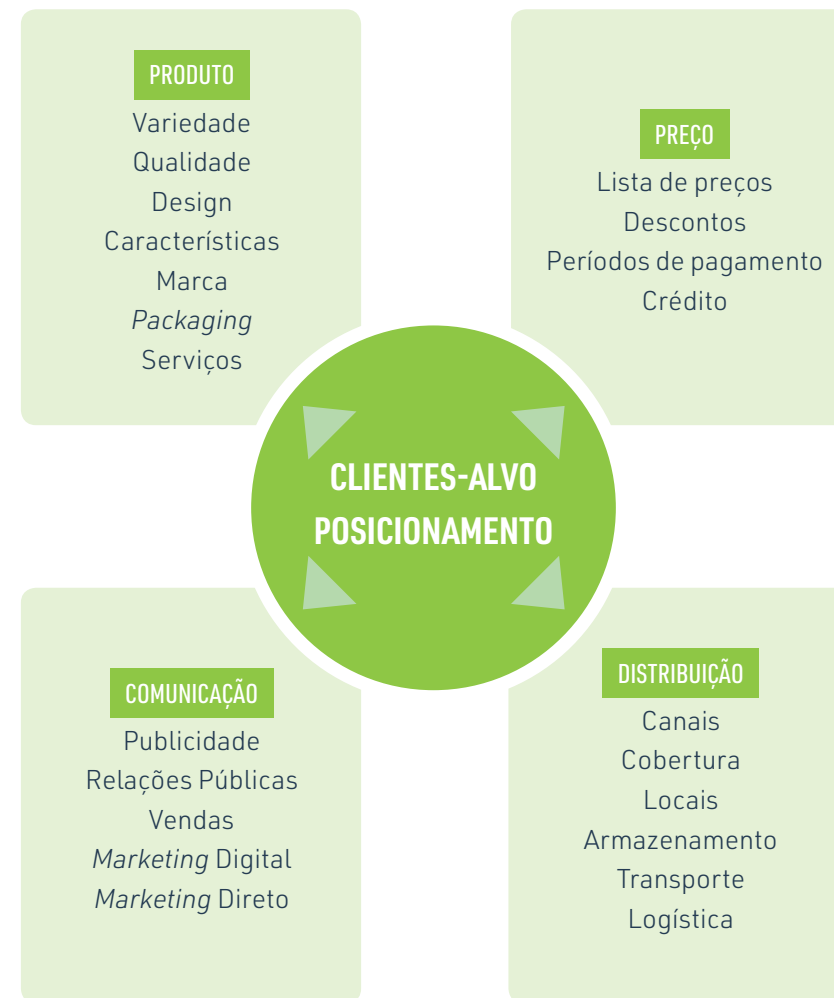 PRODUTO
Variedade
Qualidade
Design
Características
Marca
Packaging
Serviços
PREÇO
Lista de preços
Descontos
Períodos de pagamento
Crédito
CLIENTES-ALVO
POSICIONAMENTO
COMUNICAÇÃO
Publicidade
Relações Públicas
Vendas
Marketing Digital
Marketing Direto
DISTRIBUIÇÃO
Canais
Cobertura
Locais
Armazenamento
Transporte
Logística